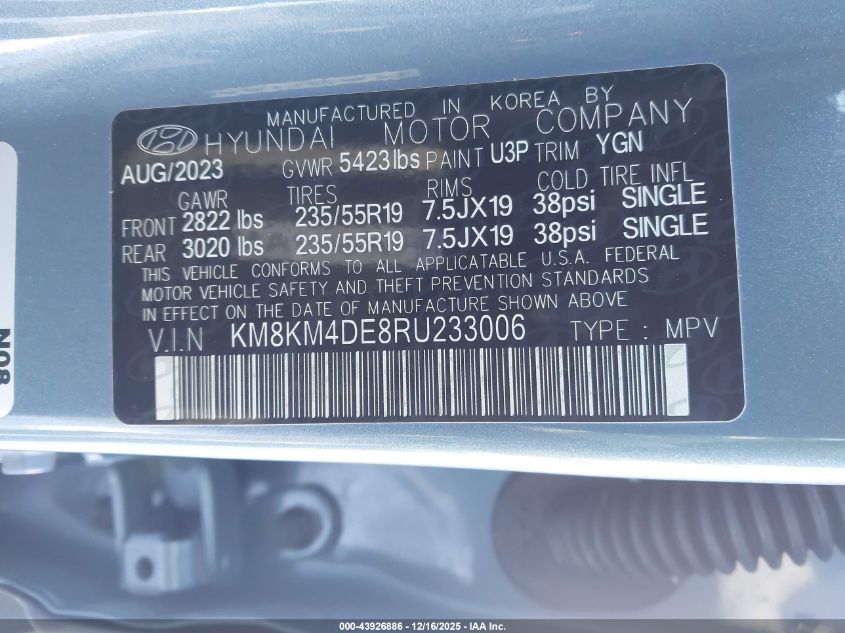 MANUFACTURED IN KOREA BY
HYUNDAI MOTOR COMPANY
AUG/2023 GVWR 5423lbs PAINT U3P TRIM YGN
GAWR TIRES RIMS COLD TIRE INFL
FRONT 2822 lbs 235/55R19 7.5JX19 38psi SINGLE
REAR 3020 lbs 235/55R19 7.5JX19 38psi SINGLE
THIS VEHICLE CONFORMS TO ALL APPLICATABLE U.S.A. FEDERAL
MOTOR VEHICLE SAFETY AND THEFT PREVENTION STANDARDS
IN EFFECT ON THE DATE OF MANUFACTURE SHOWN ABOVE
V.I.N KM8KM4DE8RU233006 TYPE : MPV
N08
000-43926886 - 12/16/2025 - IAA Inc.